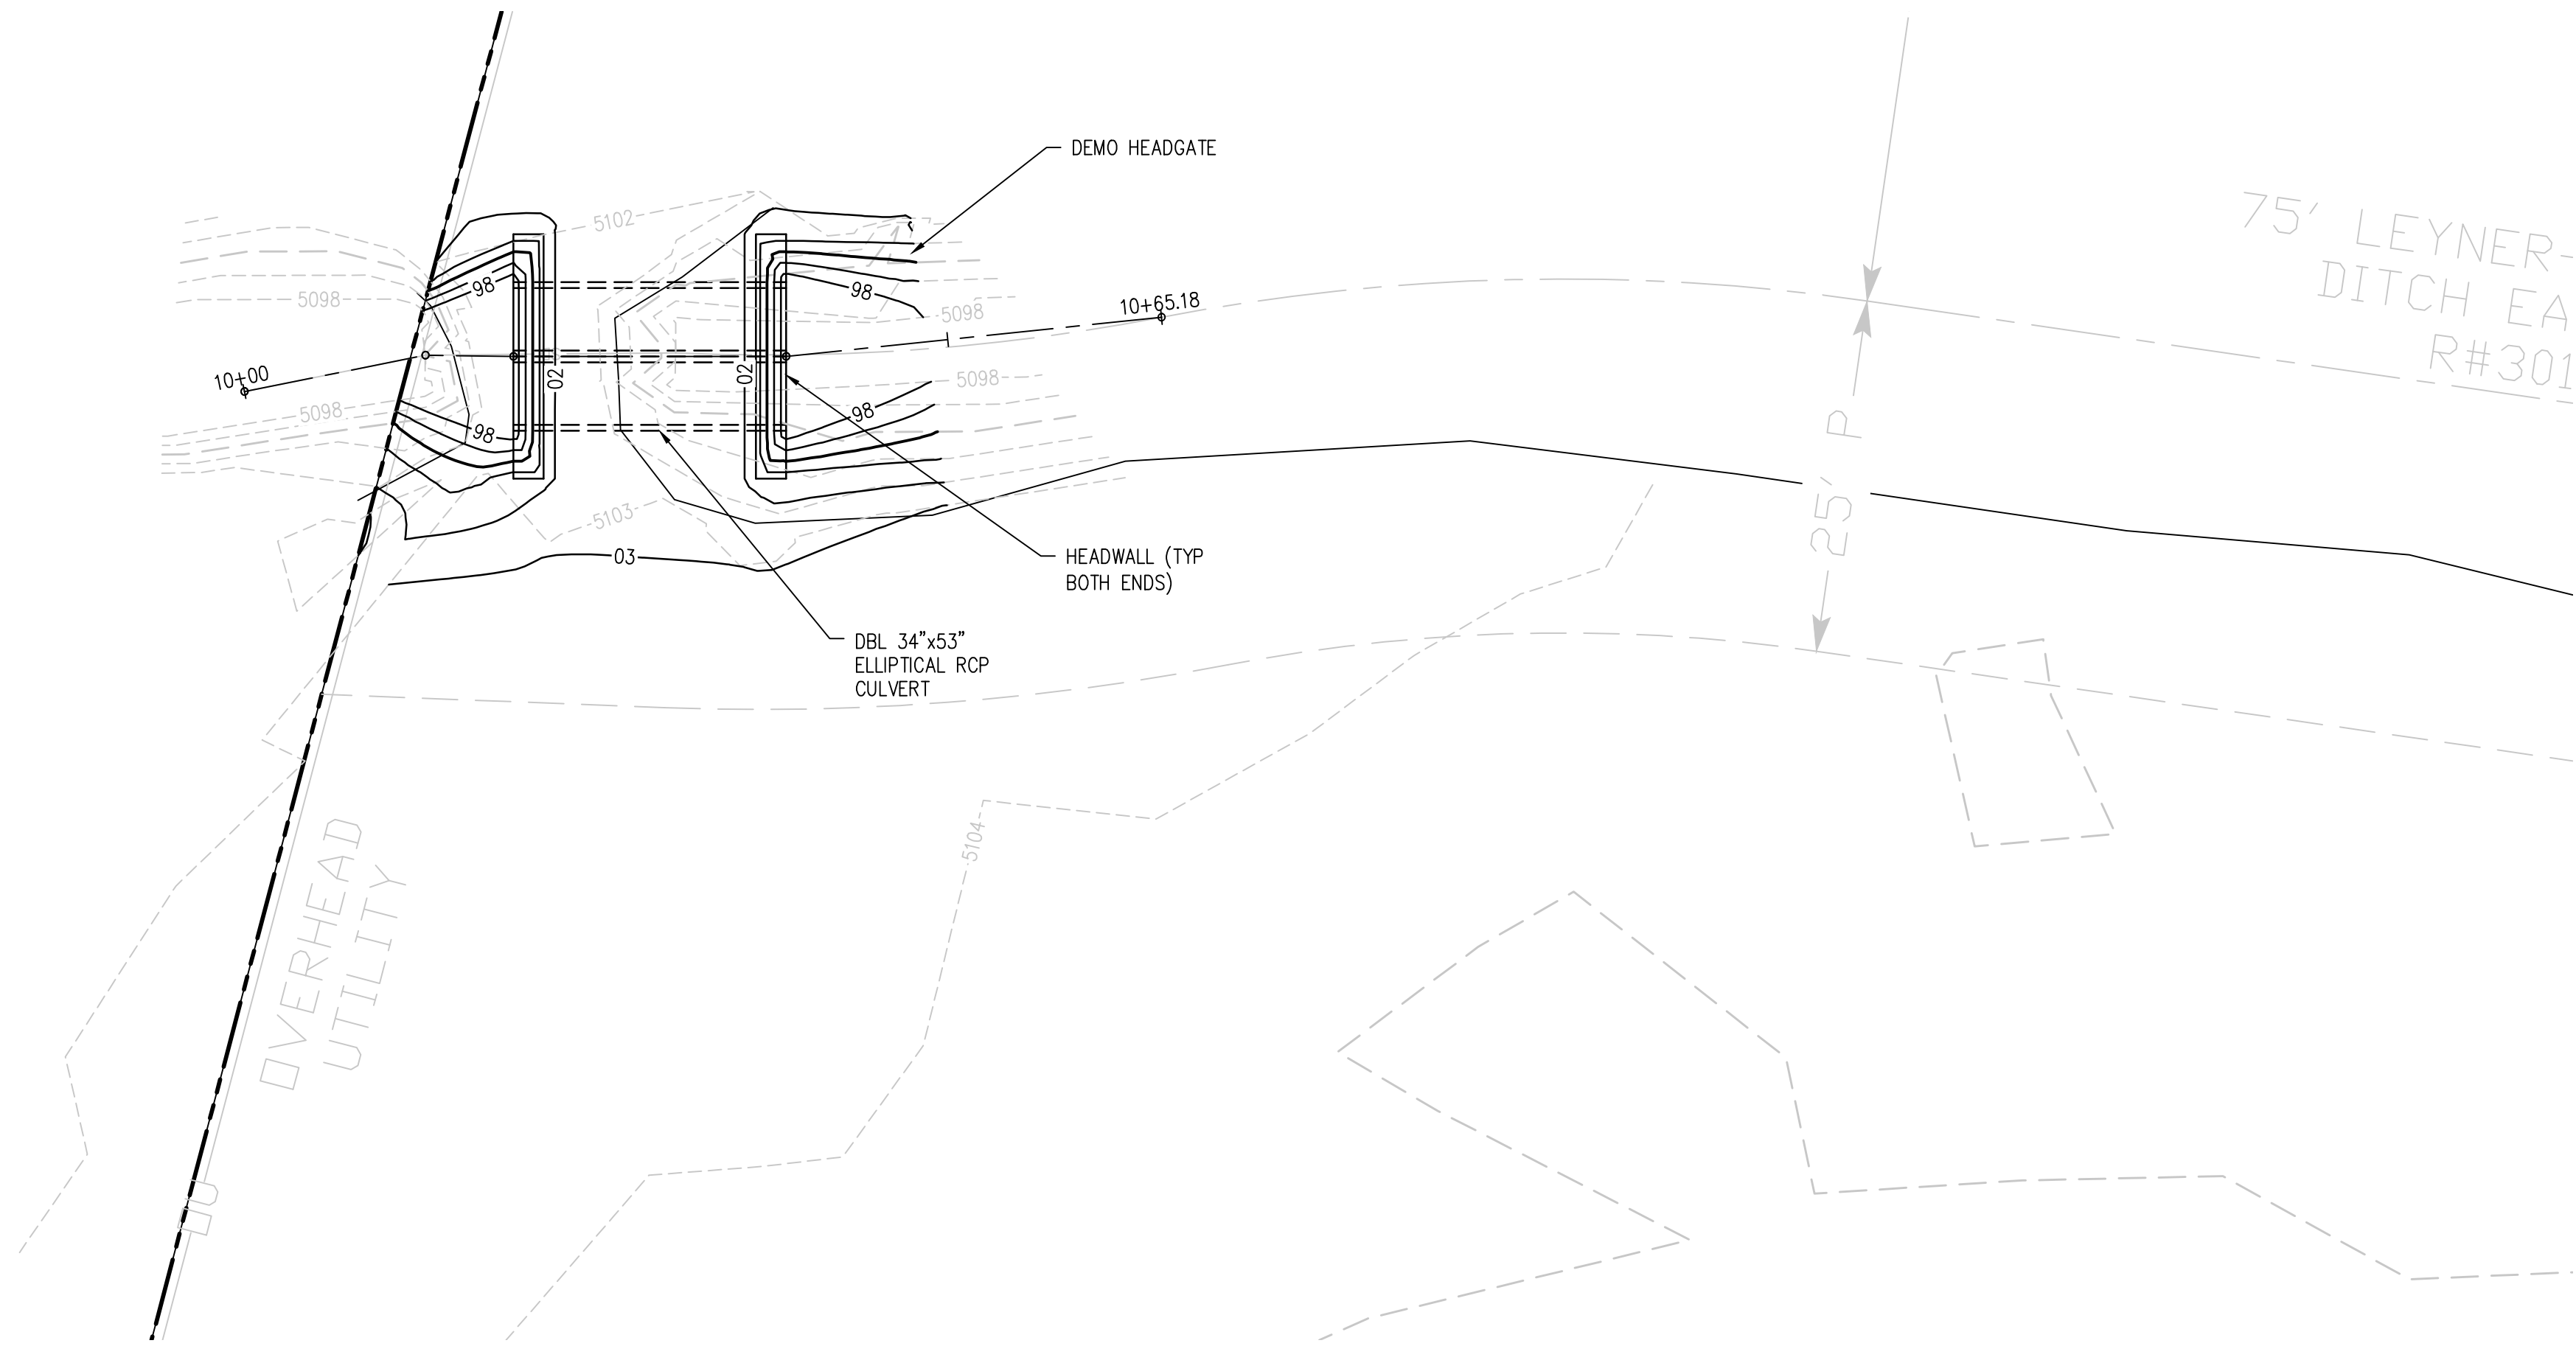 DEMO HEADGATE
75' LEYNER
DITCH EA
R#301
5102
98
98
5098
5098
10+65.18
10+00
02
02
5098
5098
98
98
25' P
5103
03
HEADWALL (TYP
BOTH ENDS)
DBL 34"x53"
ELLIPTICAL RCP
CULVERT
5104
OVERHEAD
UTILITY
OU